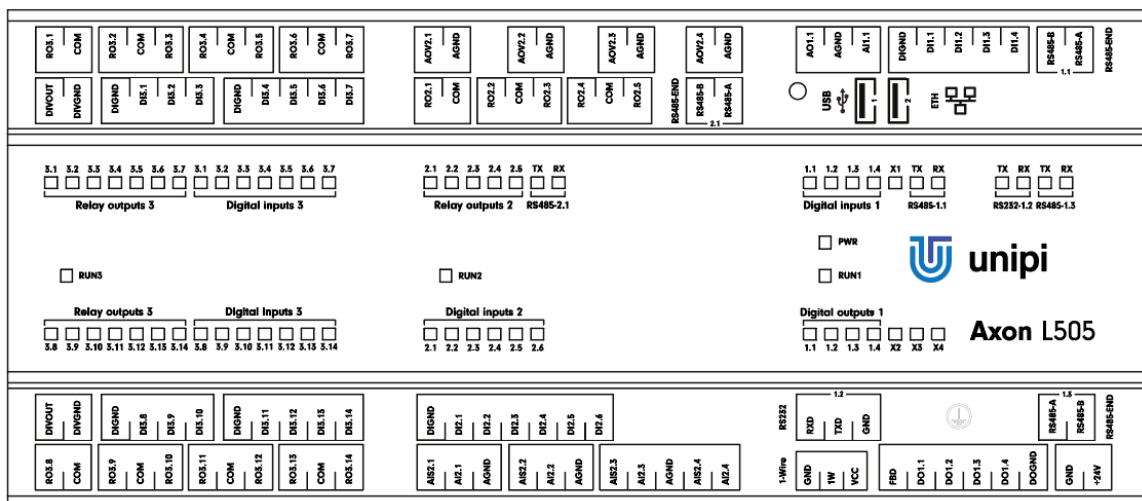 RO3.1 COM RO3.2 COM RO3.3 RO3.4 COM RO3.5 RO3.6 COM RO3.7 AOV2.1 AGND AOV2.2 AGND AOV2.3 AGND AOV2.4 AGND AO1.1 AGND AI1.1 DIGND DI1.1 DI1.2 DI1.3 DI1.4 RS485-B RS485-A RS485-END
1.1
DIVOUT DIVGND DIGND DI3.1 DI3.2 DI3.3 DIGND DI3.4 DI3.5 DI3.6 DI3.7 RO2.1 COM RO2.2 COM RO2.3 RO2.4 COM RO2.5 RS485-END RS485-B RS485-A USB 1 2 ETH
2.1
3.1 3.2 3.3 3.4 3.5 3.6 3.7 3.1 3.2 3.3 3.4 3.5 3.6 3.7 2.1 2.2 2.3 2.4 2.5 TX RX 1.1 1.2 1.3 1.4 X1 TX RX TX RX TX RX
Relay outputs 3 Digital inputs 3 Relay outputs 2 RS485-2.1 Digital inputs 1 RS485-1.1 RS232-1.2 RS485-1.3
PWR
unipi
RUN3 RUN2 RUN1
Relay outputs 3 Digital inputs 3 Digital inputs 2 Digital outputs 1
Axon L505
3.8 3.9 3.10 3.11 3.12 3.13 3.14 3.8 3.9 3.10 3.11 3.12 3.13 3.14 2.1 2.2 2.3 2.4 2.5 2.6 1.1 1.2 1.3 1.4 X2 X3 X4
1.2 1.3
DIVOUT DIVGND DIGND DI3.8 DI3.9 DI3.10 DIGND DI3.11 DI3.12 DI3.13 DI3.14 DIGND DI2.1 DI2.2 DI2.3 DI2.4 DI2.5 DI2.6 RS232 RXD TXD GND RS485-A RS485-B RS485-END
RO3.8 COM RO3.9 COM RO3.10 RO3.11 COM RO3.12 RO3.13 COM RO3.14 AIS2.1 AI2.1 AGND AIS2.2 AI2.2 AGND AIS2.3 AI2.3 AGND AIS2.4 AI2.4 1-Wire GND 1W VCC FBD DO1.1 DO1.2 DO1.3 DO1.4 DOGND GND +24V